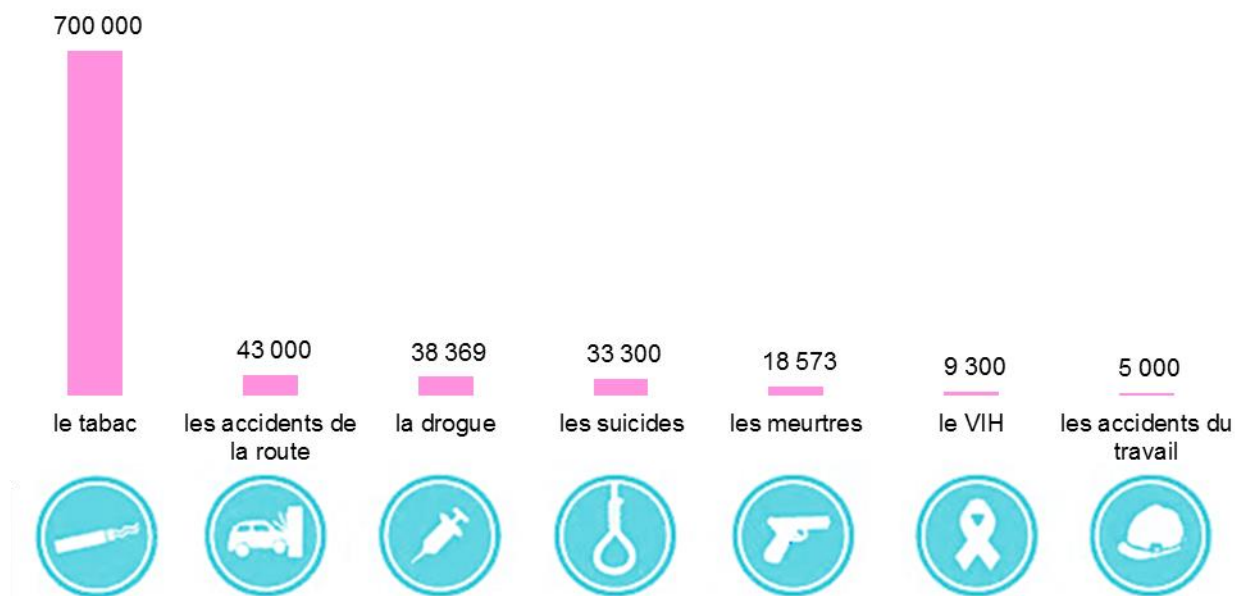 700 000
43 000
38 369
33 300
18 573
9 300
5 000
le tabac
les accidents de
la route
la drogue
les suicides
les meurtres
le VIH
les accidents du
travail